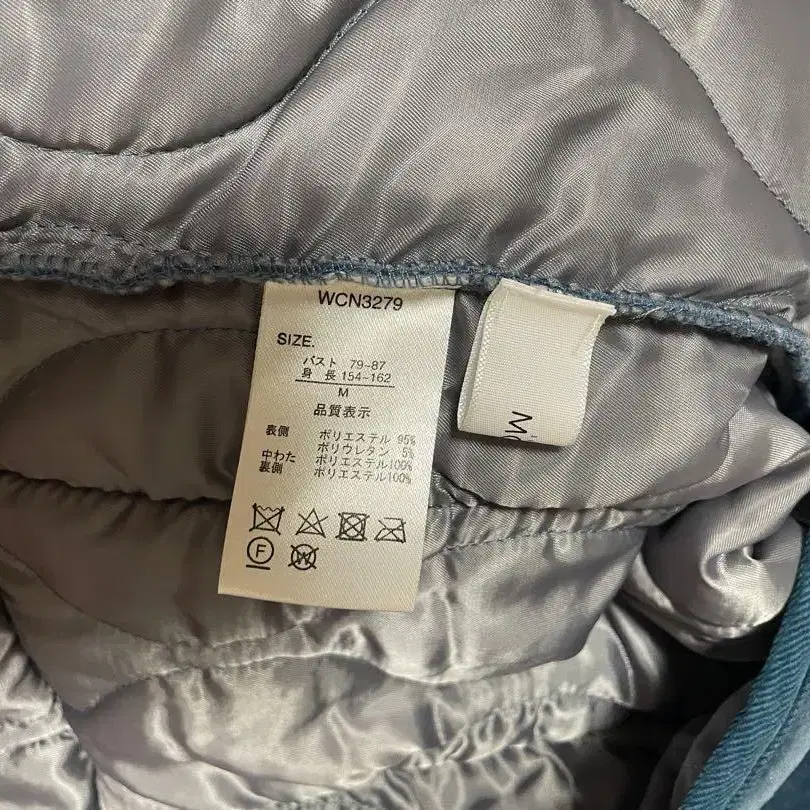 WCN3279
SIZE.
バスト 79~87
身 長 154~162
M
品質表示
表側 ポリエステル 95%
ポリウレタン 5%
中わた ポリエステル100%
裏側 ポリエステル100%
F
W